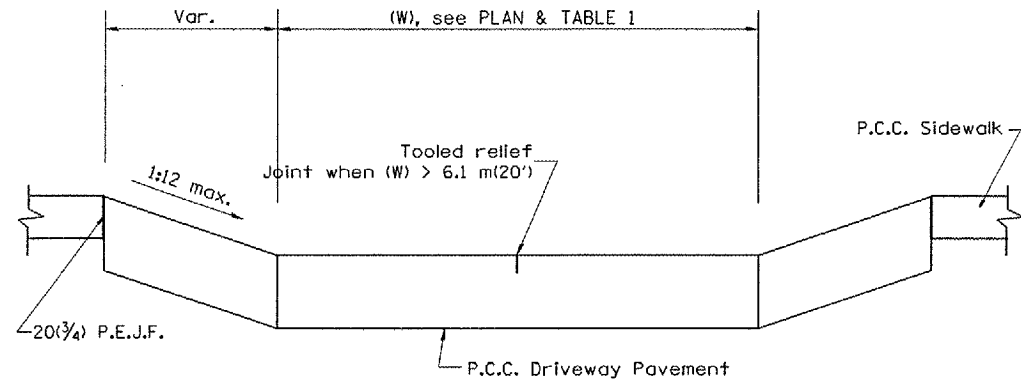 Var.
(W), see PLAN & TABLE 1
P.C.C. Sidewalk
Tooled relief
Joint when (W) > 6.1 m(20')
1:12 max.
20(3/4) P.E.J.F.
P.C.C. Driveway Pavement